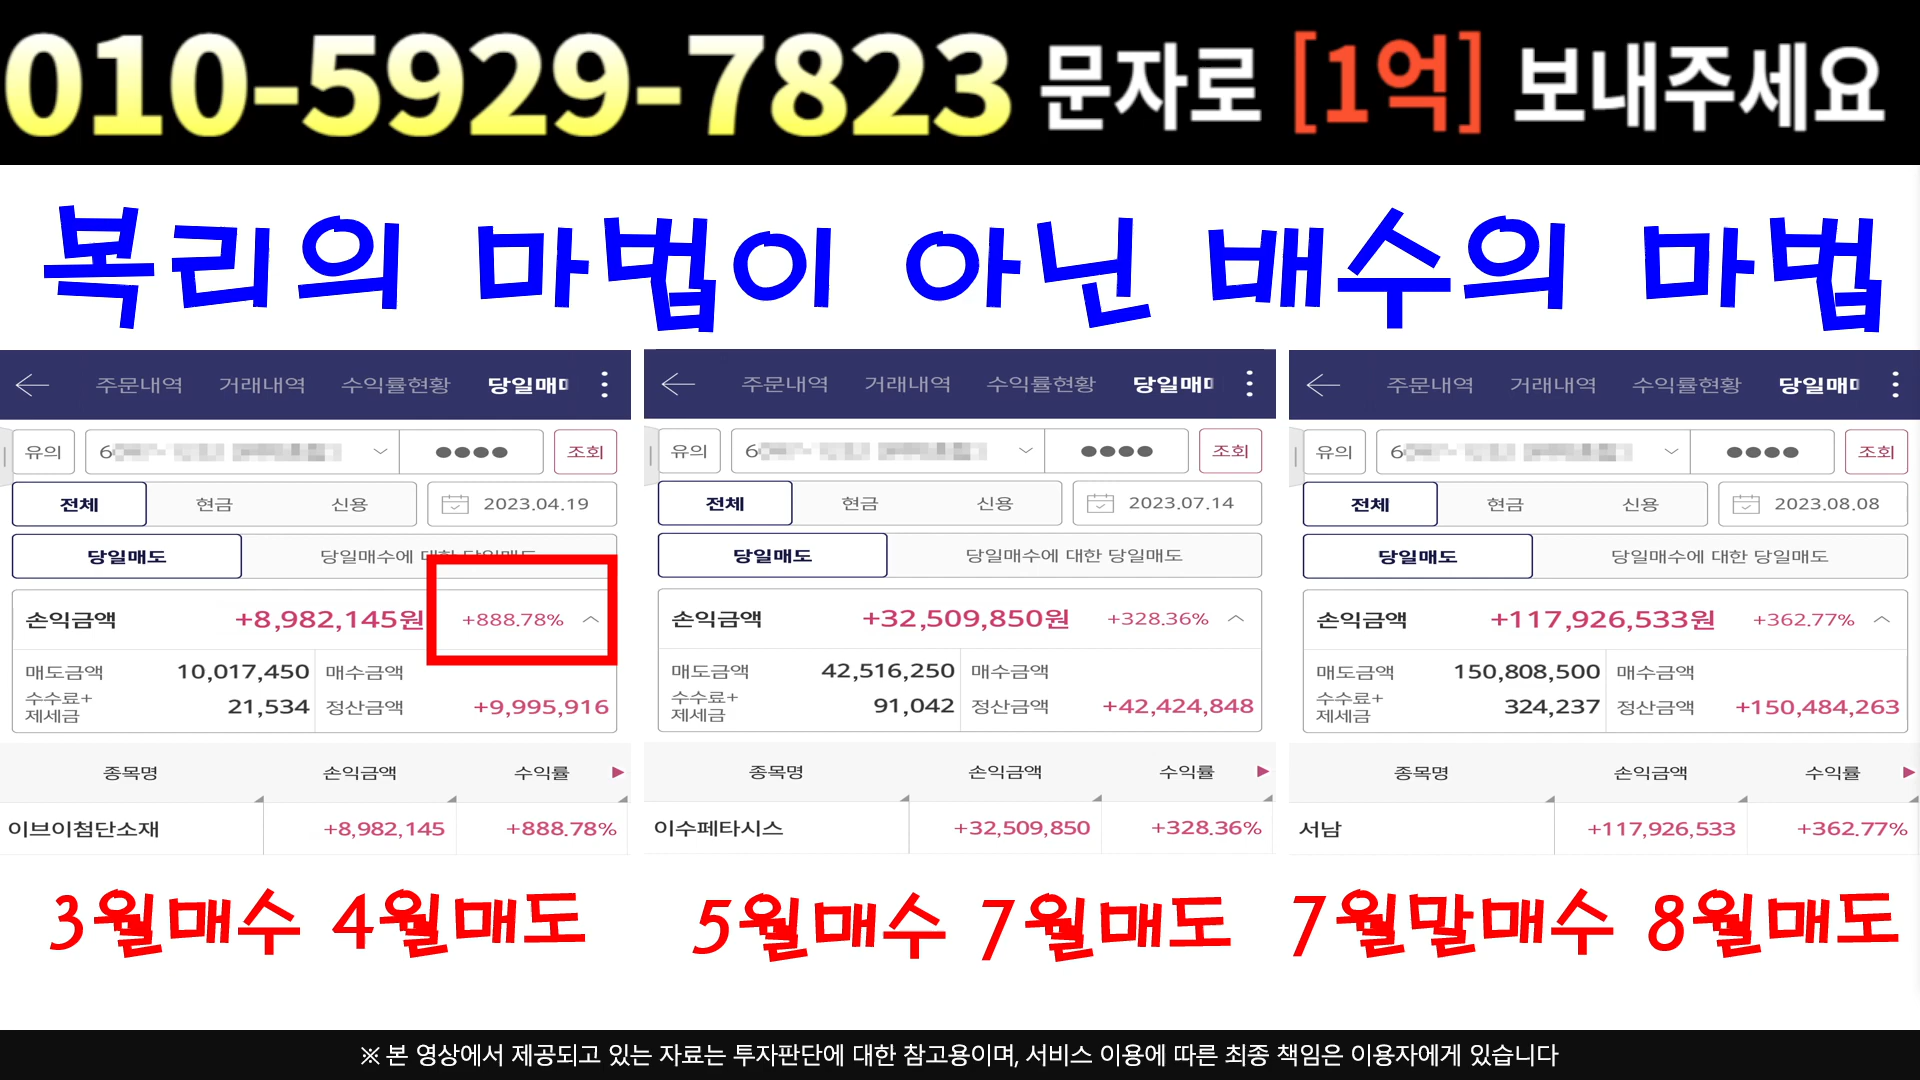 010-5929-7823 문자로 [1억] 보내주세요
복리의 마법이 아닌 배수의 마법
주문내역 거래내역 수익률현황 당일매
유의 6 ●●●● 조회
전체 현금 신용 2023.04.19
당일매도 당일매수에 대한 당일매도
손익금액 +8,982,145원 +888.78%
매도금액 10,017,450 매수금액
수수료+
제세금 21,534 정산금액 +9,995,916
종목명 손익금액 수익률
이브이첨단소재 +8,982,145 +888.78%
3월매수 4월매도
주문내역 거래내역 수익률현황 당일매
유의 6 ●●●● 조회
전체 현금 신용 2023.07.14
당일매도 당일매수에 대한 당일매도
손익금액 +32,509,850원 +328.36%
매도금액 42,516,250 매수금액
수수료+
제세금 91,042 정산금액 +42,424,848
종목명 손익금액 수익률
이수페타시스 +32,509,850 +328.36%
5월매수 7월매도
주문내역 거래내역 수익률현황 당일매
유의 6 ●●●● 조회
전체 현금 신용 2023.08.08
당일매도 당일매수에 대한 당일매도
손익금액 +117,926,533원 +362.77%
매도금액 150,808,500 매수금액
수수료+
제세금 324,237 정산금액 +150,484,263
종목명 손익금액 수익률
서남 +117,926,533 +362.77%
7월말매수 8월매도
※ 본 영상에서 제공되고 있는 자료는 투자판단에 대한 참고용이며, 서비스 이용에 따른 최종 책임은 이용자에게 있습니다